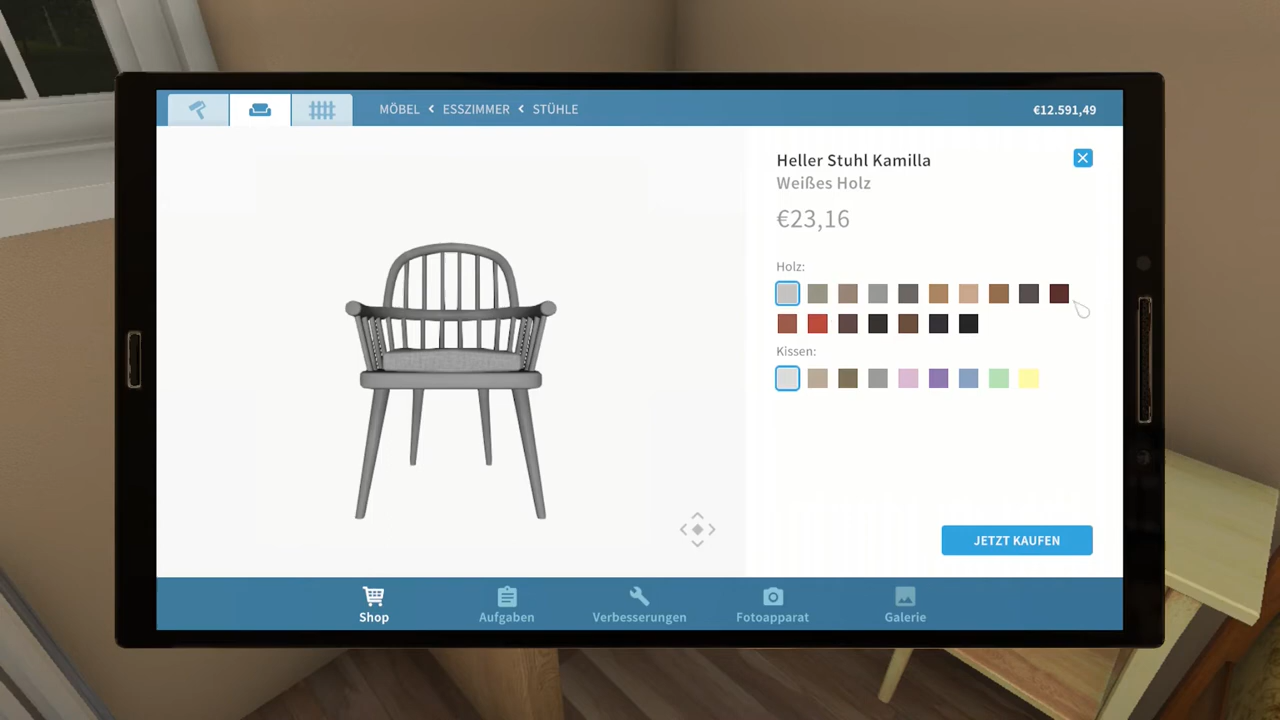 MÖBEL < ESSZIMMER < STÜHLE
€12.591,49
Heller Stuhl Kamilla
Weißes Holz
€23,16
Holz:
Kissen:
JETZT KAUFEN
Shop
Aufgaben
Verbesserungen
Fotoapparat
Galerie